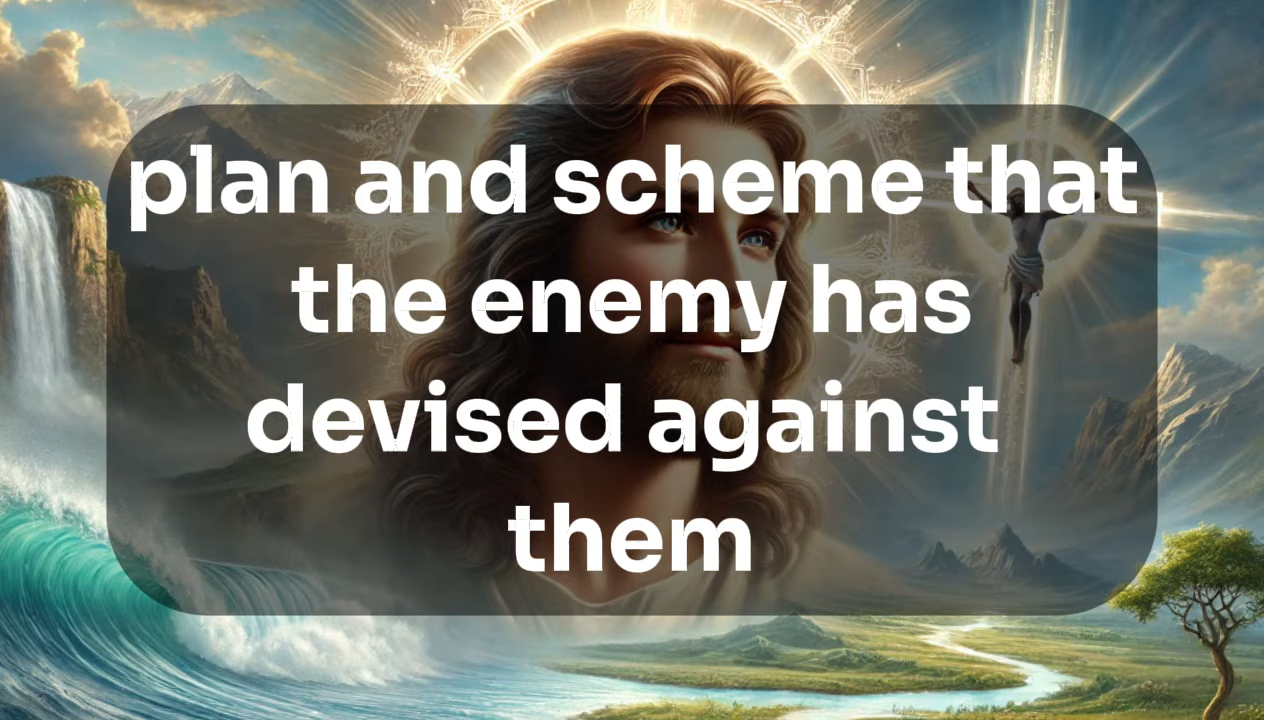 plan and scheme that
the enemy has
devised against
them